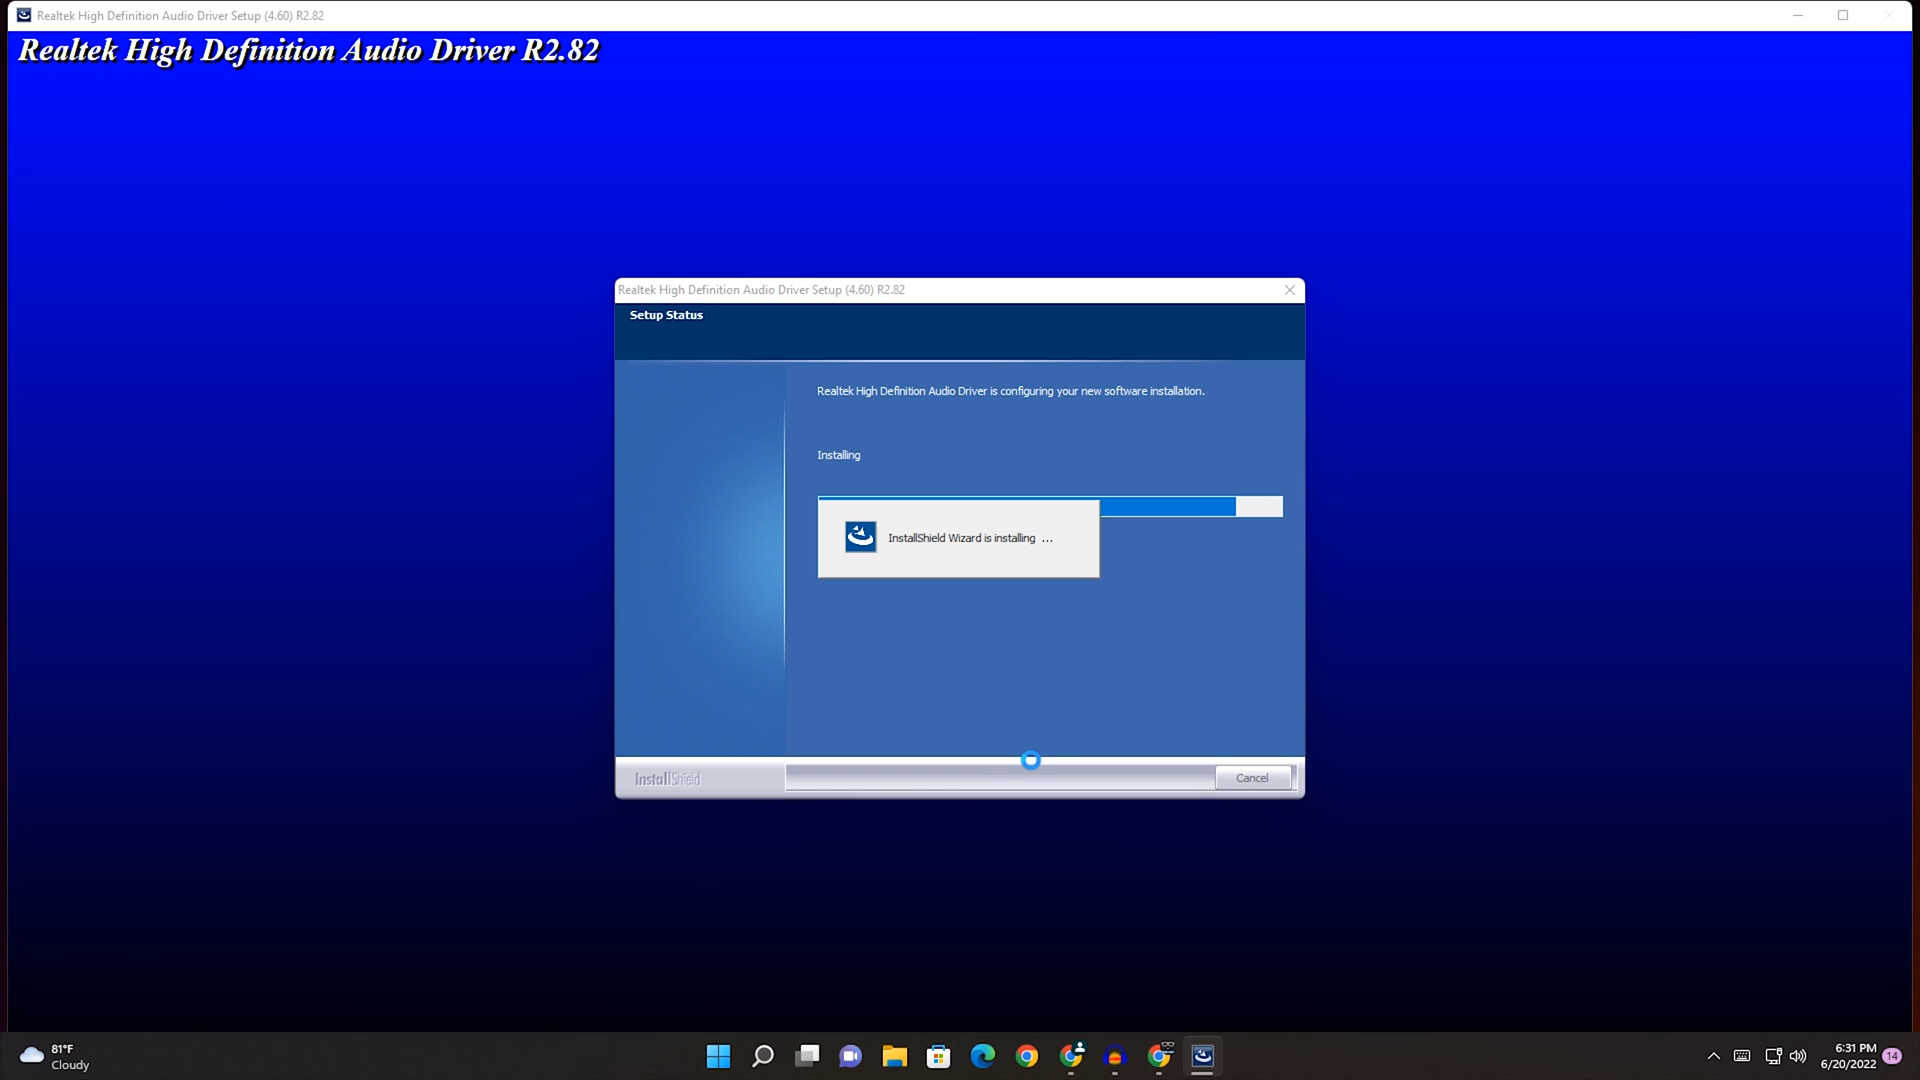 Realtek High Definition Audio Driver Setup (4.60) R2.82
Realtek High Definition Audio Driver R2.82
Realtek High Definition Audio Driver Setup (4.60) R2.82
Setup Status
Realtek High Definition Audio Driver is configuring your new software installation.
Installing
InstallShield Wizard is installing ...
InstallShield
Cancel
81°F
Cloudy
6:31 PM
6/20/2022
14